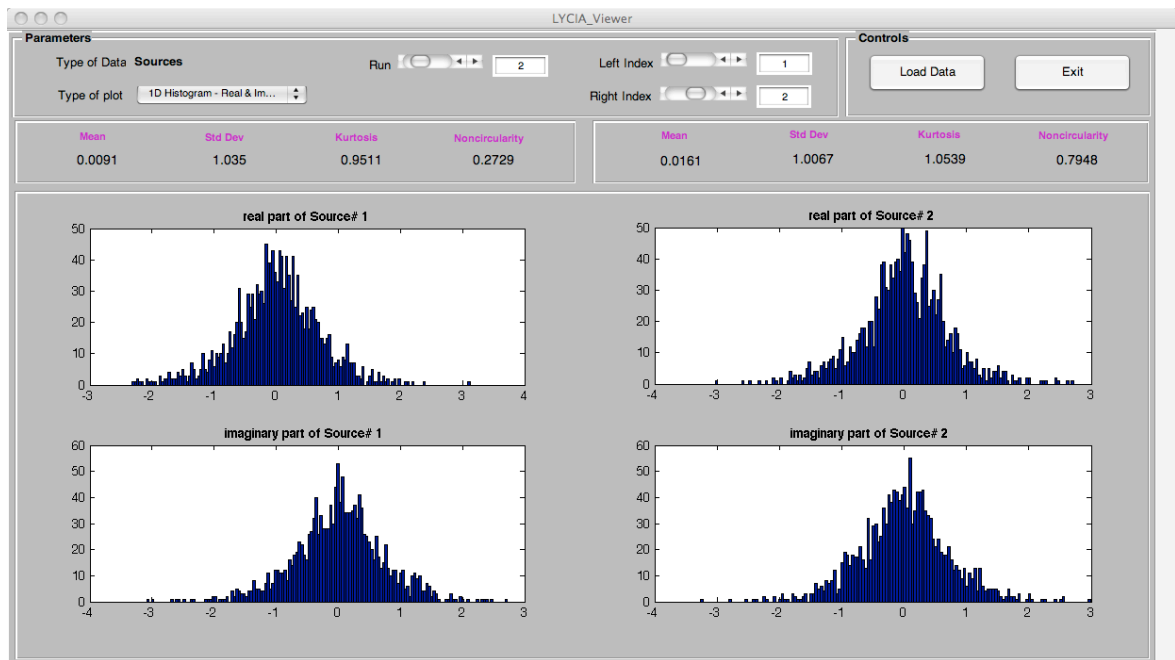 LYCIA_Viewer
Parameters
Type of Data Sources
Run 2
Left Index 1
Type of plot 1D Histogram - Real & Im...
Right Index 2
Controls
Load Data
Exit
Mean Std Dev Kurtosis Noncircularity
0.0091 1.035 0.9511 0.2729
Mean Std Dev Kurtosis Noncircularity
0.0161 1.0067 1.0539 0.7948
real part of Source# 1
50
40
30
20
10
0
-3 -2 -1 0 1 2 3 4
real part of Source# 2
50
40
30
20
10
0
-4 -3 -2 -1 0 1 2 3
imaginary part of Source# 1
60
50
40
30
20
10
0
-4 -3 -2 -1 0 1 2 3
imaginary part of Source# 2
60
50
40
30
20
10
0
-4 -3 -2 -1 0 1 2 3